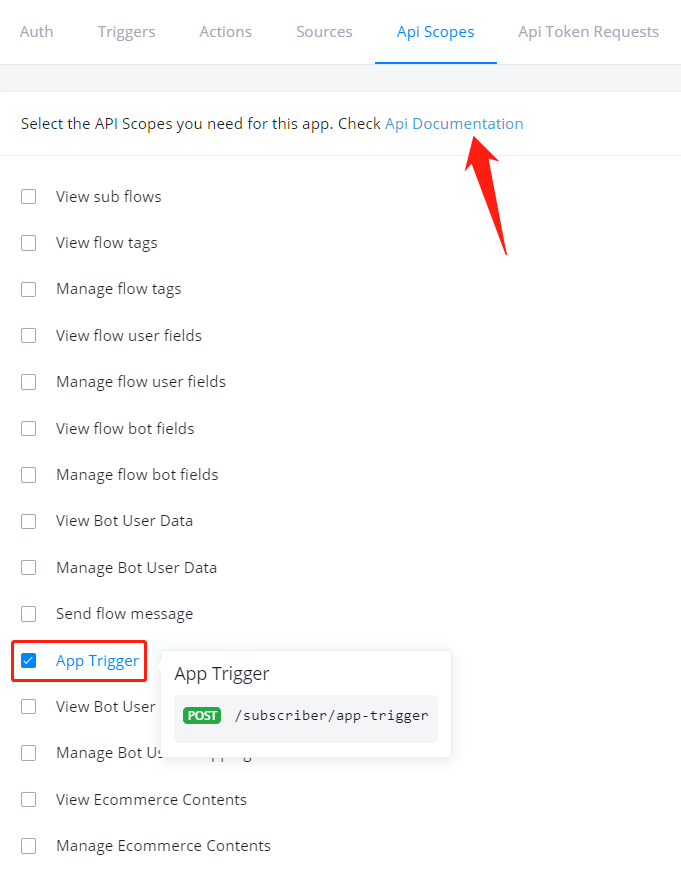 Auth Triggers Actions Sources Api Scopes Api Token Requests
Select the API Scopes you need for this app. Check Api Documentation
View sub flows
View flow tags
Manage flow tags
View flow user fields
Manage flow user fields
View flow bot fields
Manage flow bot fields
View Bot User Data
Manage Bot User Data
Send flow message
App Trigger
App Trigger
POST /subscriber/app-trigger
View Bot User
Manage Bot
View Ecommerce Contents
Manage Ecommerce Contents